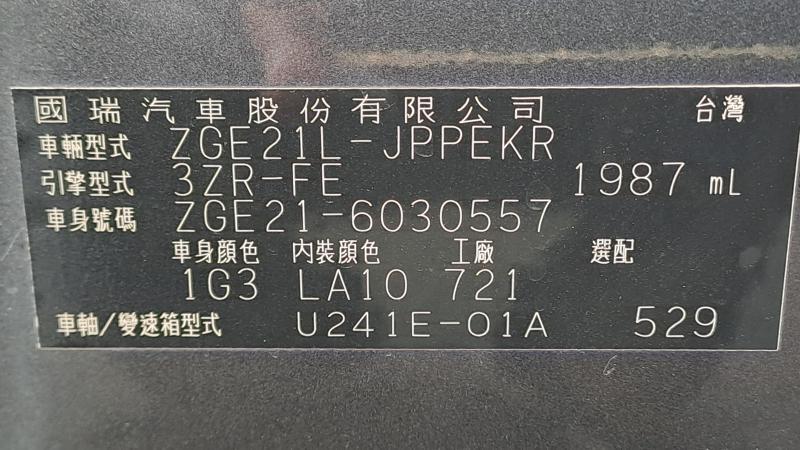 國瑞汽車股份有限公司 台灣
車輛型式 ZGE21L-JPPEKR
引擎型式 3ZR-FE 1987 mL
車身號碼 ZGE21-6030557
車身顔色 內裝顔色 工廠 選配
1G3 LA10 721
車軸/變速箱型式 U241E-01A 529